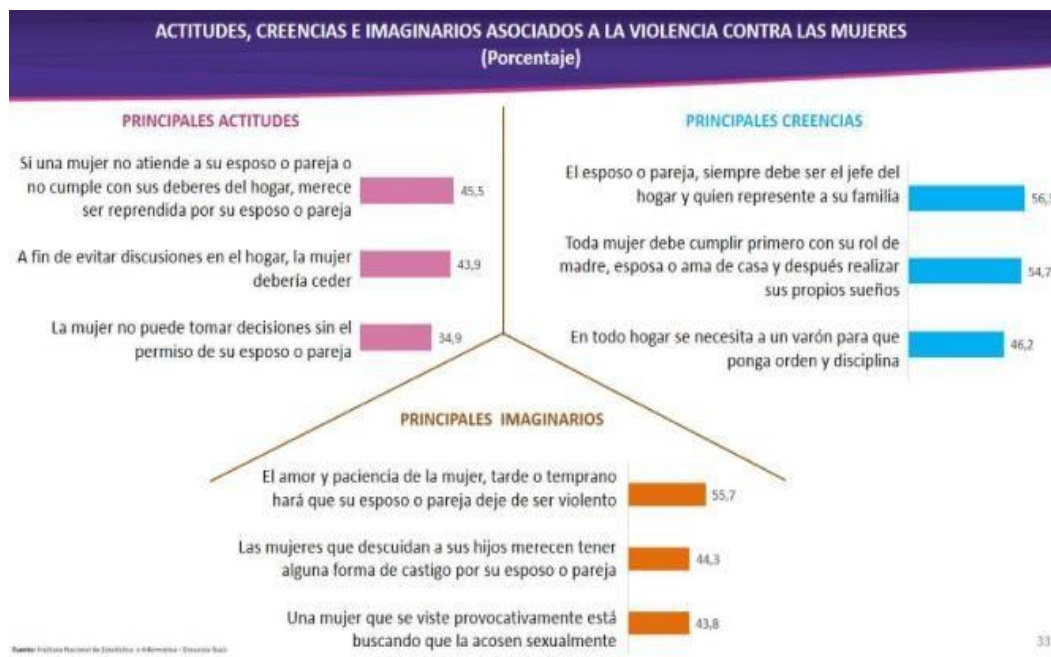 ACTITUDES, CREENCIAS E IMAGINARIOS ASOCIADOS A LA VIOLENCIA CONTRA LAS MUJERES
(Porcentaje)
PRINCIPALES ACTITUDES
Si una mujer no atiende a su esposo o pareja o
no cumple con sus deberes del hogar, merece
ser reprendida por su esposo o pareja
45,5
A fin de evitar discusiones en el hogar, la mujer
debería ceder
43,9
La mujer no puede tomar decisiones sin el
permiso de su esposo o pareja
34,9
PRINCIPALES CREENCIAS
El esposo o pareja, siempre debe ser el jefe del
hogar y quien represente a su familia
56,
Toda mujer debe cumplir primero con su rol de
madre, esposa o ama de casa y después realizar
sus propios sueños
54,7
En todo hogar se necesita a un varón para que
ponga orden y disciplina
46,2
PRINCIPALES IMAGINARIOS
El amor y paciencia de la mujer, tarde o temprano
hará que su esposo o pareja deje de ser violento
55,7
Las mujeres que descuidan a sus hijos merecen tener
alguna forma de castigo por su esposo o pareja
44,3
Una mujer que se viste provocativamente está
buscando que la acosen sexualmente
43,8
Fuente: Instituto Nacional de Estadística e Informática -
33